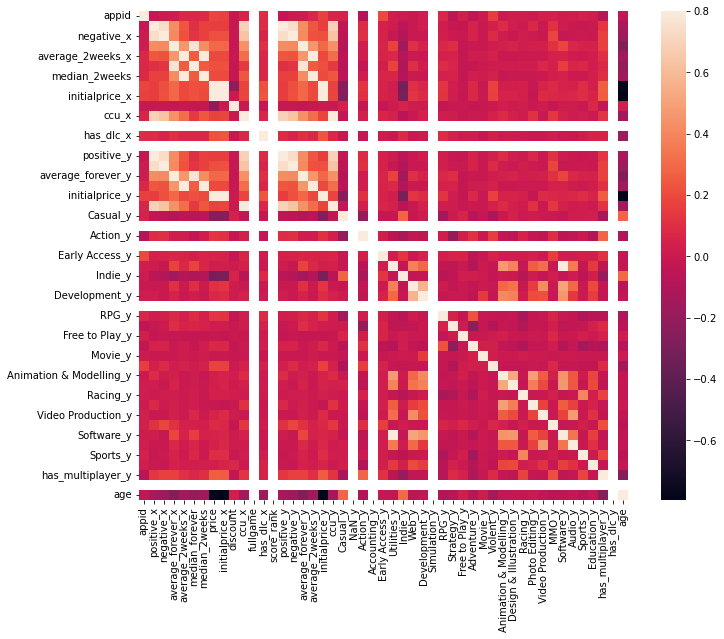 appid
negative_x
average_2weeks_x
median_2weeks
initialprice_x
ccu_x
has_dlc_x
positive_y
average_forever_y
initialprice_y
Casual_y
Action_y
Early Access_y
Indie_y
Development_y
RPG_y
Free to Play_y
Movie_y
Animation & Modelling_y
Racing_y
Video Production_y
Software_y
Sports_y
has_multiplayer_y
age
appid
positive_x
negative_x
average_forever_x
average_2weeks_x
median_forever
median_2weeks
price
initialprice_x
discount
ccu_x
fullgame
has_dlc_x
score_rank
positive_y
negative_y
average_forever_y
average_2weeks_y
initialprice_y
ccu_y
Casual_y
NaN_y
Action_y
Accounting_y
Early Access_y
Utilities_y
Indie_y
Web_y
Development_y
Simulation_y
RPG_y
Strategy_y
Free to Play_y
Adventure_y
Movie_y
Violent_y
Animation & Modelling_y
Design & Illustration_y
Racing_y
Photo Editing_y
Video Production_y
MMO_y
Software_y
Audio_y
Sports_y
Education_y
has_multiplayer_y
has_dlc_y
age
0.8
0.6
0.4
0.2
0.0
−0.2
−0.4
−0.6